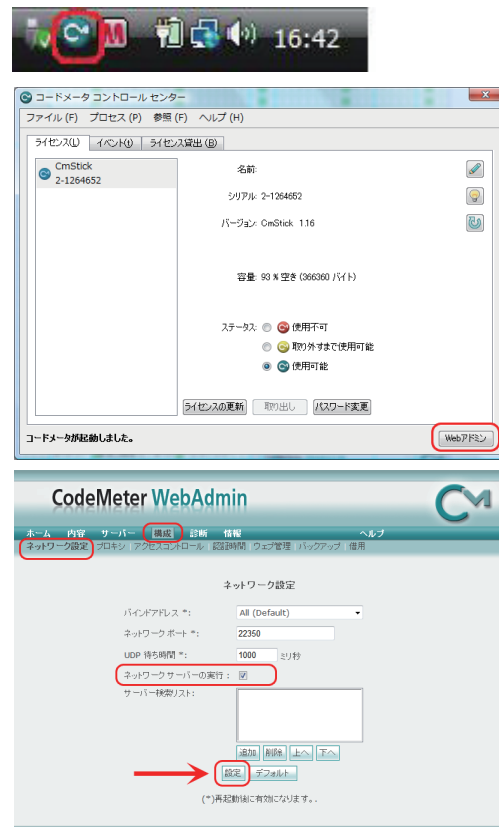 16:42
コードメータ コントロール センター
ファイル (F) プロセス (P) 参照 (F) ヘルプ (H)
ライセンス(L) イベント(I) ライセンス貸出 (B)
CmStick
2-1264652
名前:
シリアル: 2-1264652
バージョン: CmStick 1.16
容量: 93 % 空き (366360 バイト)
ステータス: 使用不可
取り外すまで使用可能
使用可能
ライセンスの更新 取り出し パスワード変更
コードメータが起動しました。
Webアドミン
CodeMeter WebAdmin
ホーム 内容 サーバー 構成 診断 情報 ヘルプ
ネットワーク設定 プロキシ アクセスコントロール 認証時間 ウェブ管理 バックアップ 借用
ネットワーク設定
バインドアドレス *: All (Default)
ネットワーク ポート *: 22350
UDP 待ち時間 *: 1000 ミリ秒
ネットワーク サーバーの実行 :
サーバー検索リスト:
追加 削除 上へ 下へ
設定 デフォルト
(*)再起動後に有効になります。.